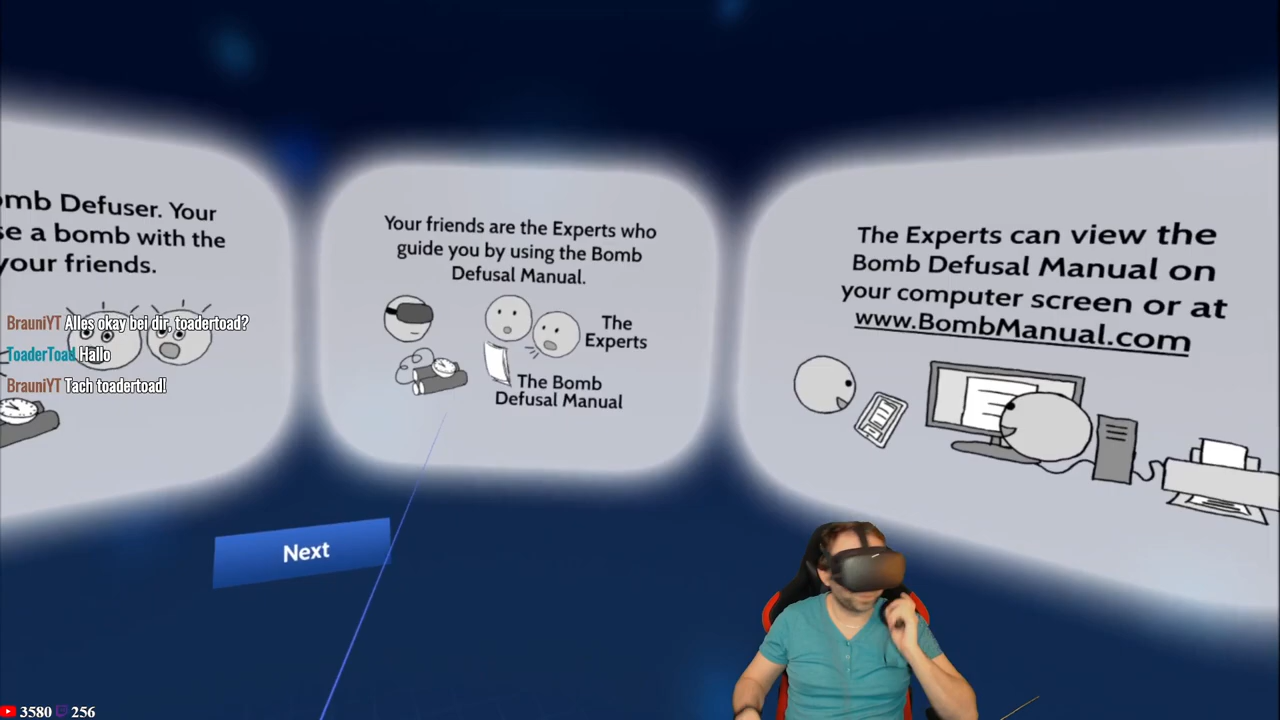 omb Defuser. Your
se a bomb with the
your friends.
Your friends are the Experts who
guide you by using the Bomb
Defusal Manual.
The
Experts
The Bomb
Defusal Manual
The Experts can view the
Bomb Defusal Manual on
your computer screen or at
www.BombManual.com
BrauniYT Alles okay bei dir, toadertoad?
ToaderToad Hallo
BrauniYT Tach toadertoad!
Next
3580 256